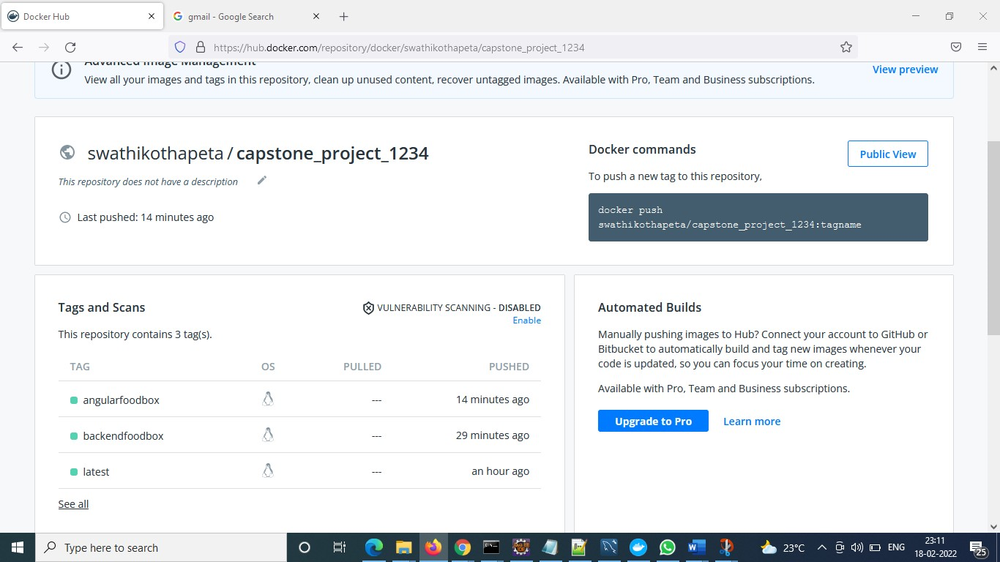 Docker Hub
gmail - Google Search
https://hub.docker.com/repository/docker/swathikothapeta/capstone_project_1234
Advanced Image Management
View all your images and tags in this repository, clean up unused content, recover untagged images. Available with Pro, Team and Business subscriptions.
View preview
swathikothapeta / capstone_project_1234
This repository does not have a description
Last pushed: 14 minutes ago
Docker commands
Public View
To push a new tag to this repository,
docker push
swathikothapeta/capstone_project_1234:tagname
Tags and Scans
VULNERABILITY SCANNING - DISABLED
Enable
This repository contains 3 tag(s).
TAG OS PULLED PUSHED
angularfoodbox --- 14 minutes ago
backendfoodbox --- 29 minutes ago
latest --- an hour ago
See all
Automated Builds
Manually pushing images to Hub? Connect your account to GitHub or
Bitbucket to automatically build and tag new images whenever your
code is updated, so you can focus your time on creating.
Available with Pro, Team and Business subscriptions.
Upgrade to Pro
Learn more
Type here to search
23°C
ENG
23:11
18-02-2022
25